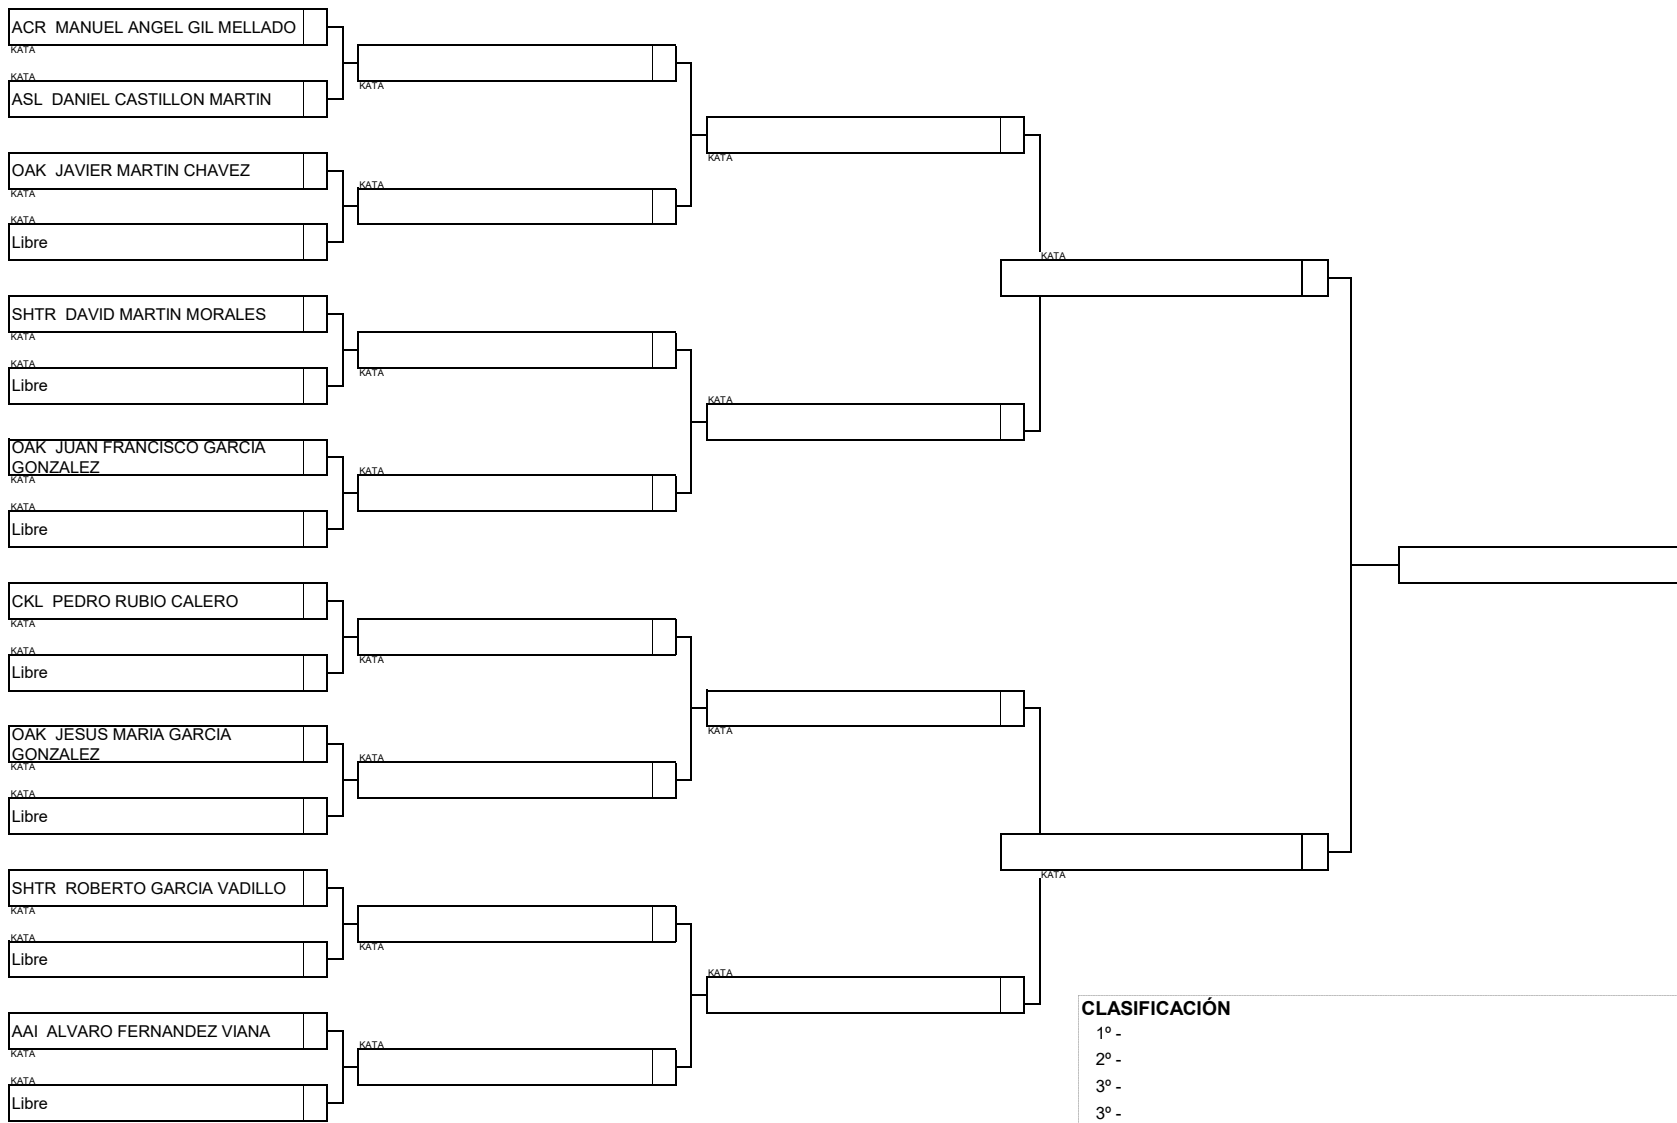 ACR MANUEL ANGEL GIL MELLADO
KATA
KATA
KATA
ASL DANIEL CASTILLON MARTIN
KATA
OAK JAVIER MARTIN CHAVEZ
KATA
KATA
KATA
Libre
KATA
SHTR DAVID MARTIN MORALES
KATA
KATA
KATA
Libre
KATA
OAK JUAN FRANCISCO GARCIA
GONZALEZ
KATA
KATA
KATA
Libre
CKL PEDRO RUBIO CALERO
KATA
KATA
KATA
Libre
KATA
OAK JESUS MARIA GARCIA
GONZALEZ
KATA
KATA
KATA
Libre
KATA
SHTR ROBERTO GARCIA VADILLO
KATA
KATA
KATA
Libre
KATA
AAI ALVARO FERNANDEZ VIANA
KATA
KATA
KATA
Libre
CLASIFICACIÓN
1º -
2º -
3º -
3º -